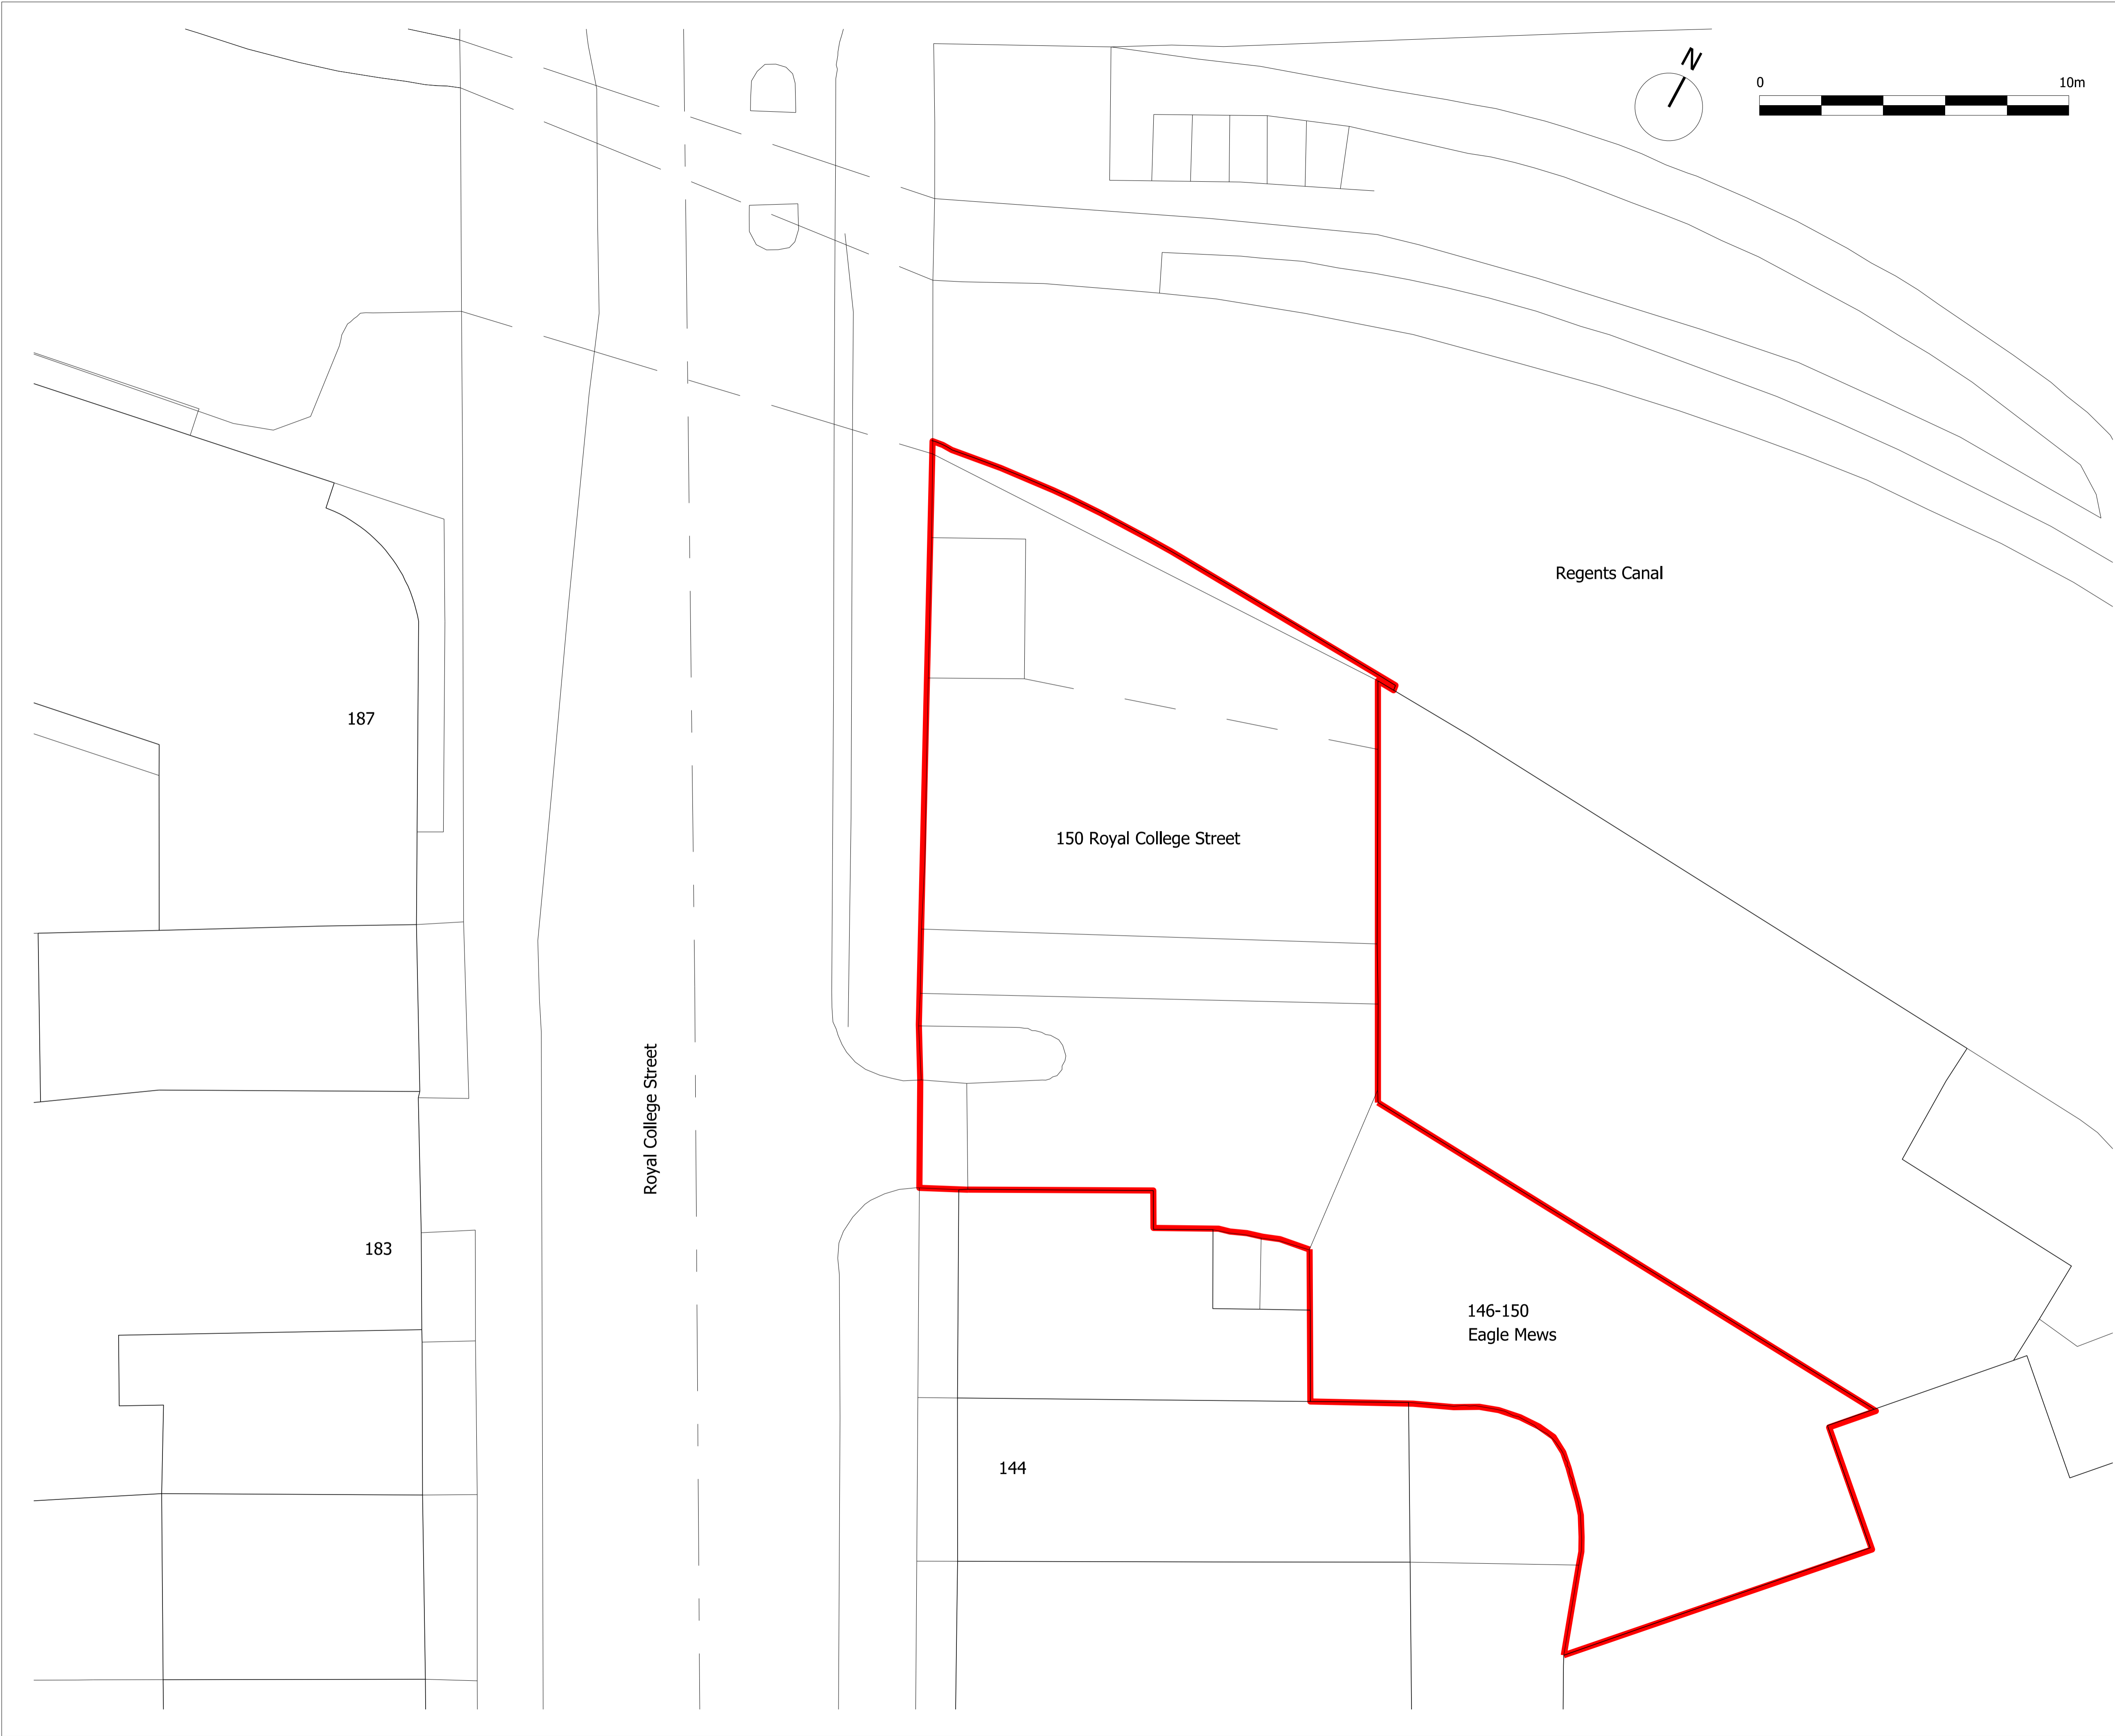 N
0 10m
Regents Canal
187
150 Royal College Street
Royal College Street
183
146-150
Eagle Mews
144